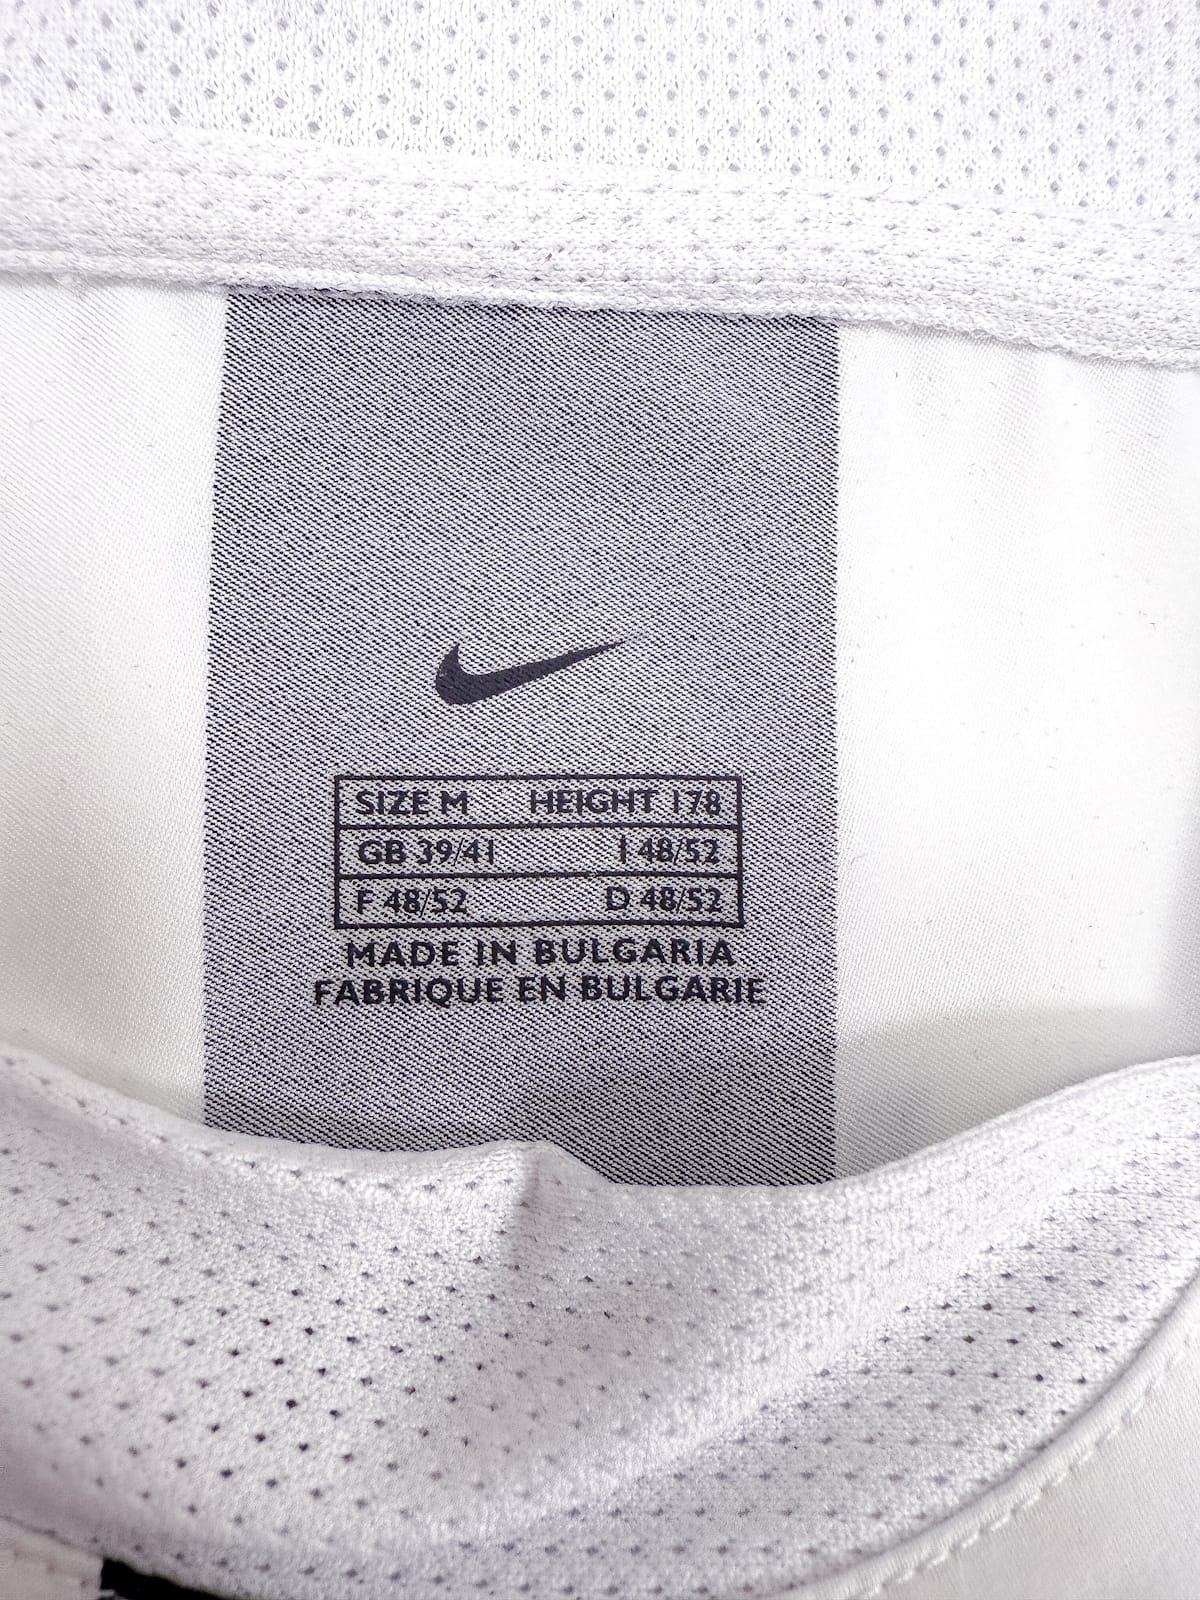 SIZE M HEIGHT 178
GB 39/41 I 48/52
F 48/52 D 48/52
MADE IN BULGARIA
FABRIQUE EN BULGARIE